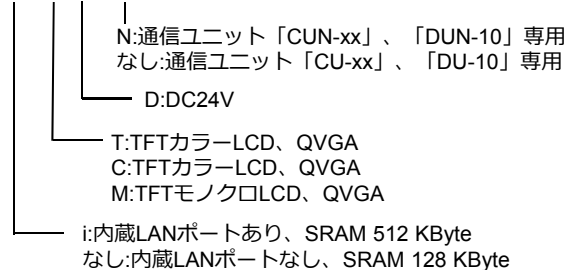 N:通信ユニット「CUN-xx」、「DUN-10」専用
なし:通信ユニット「CU-xx」、「DU-10」専用
D:DC24V
T:TFTカラーLCD、QVGA
C:TFTカラーLCD、QVGA
M:TFTモノクロLCD、QVGA
i:内蔵LANポートあり、SRAM 512 KByte
なし:内蔵LANポートなし、SRAM 128 KByte